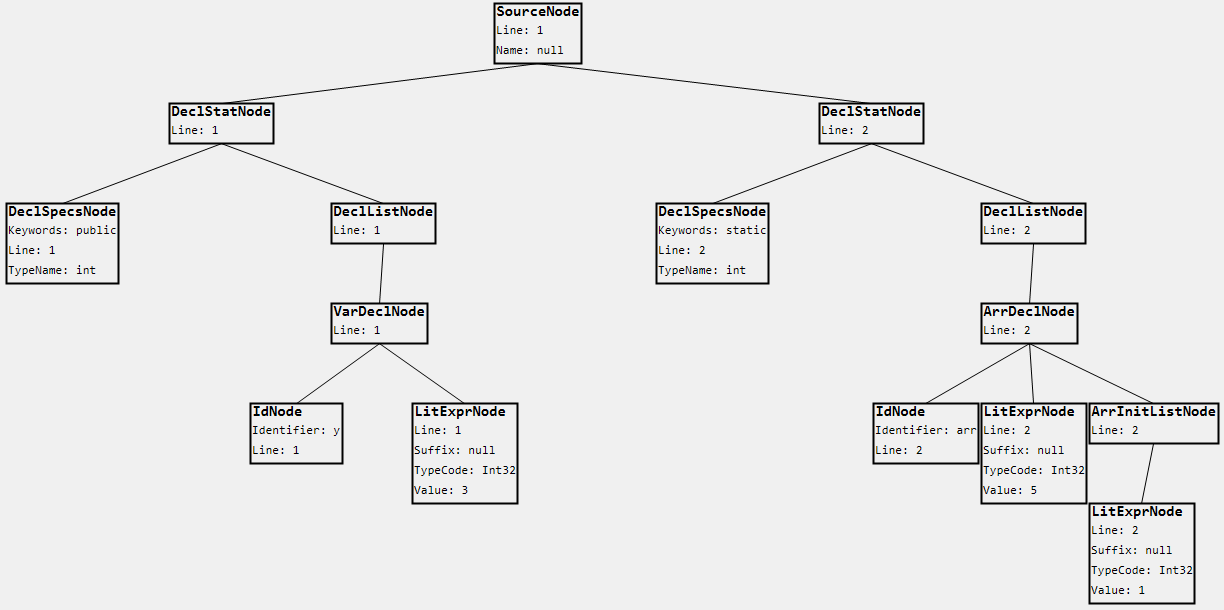 SourceNode
Line: 1
Name: null
DeclStatNode
Line: 1
DeclStatNode
Line: 2
DeclSpecsNode
Keywords: public
Line: 1
TypeName: int
DeclListNode
Line: 1
DeclSpecsNode
Keywords: static
Line: 2
TypeName: int
DeclListNode
Line: 2
VarDeclNode
Line: 1
ArrDeclNode
Line: 2
IdNode
Identifier: y
Line: 1
LitExprNode
Line: 1
Suffix: null
TypeCode: Int32
Value: 3
IdNode
Identifier: arr
Line: 2
LitExprNode
Line: 2
Suffix: null
TypeCode: Int32
Value: 5
ArrInitListNode
Line: 2
LitExprNode
Line: 2
Suffix: null
TypeCode: Int32
Value: 1